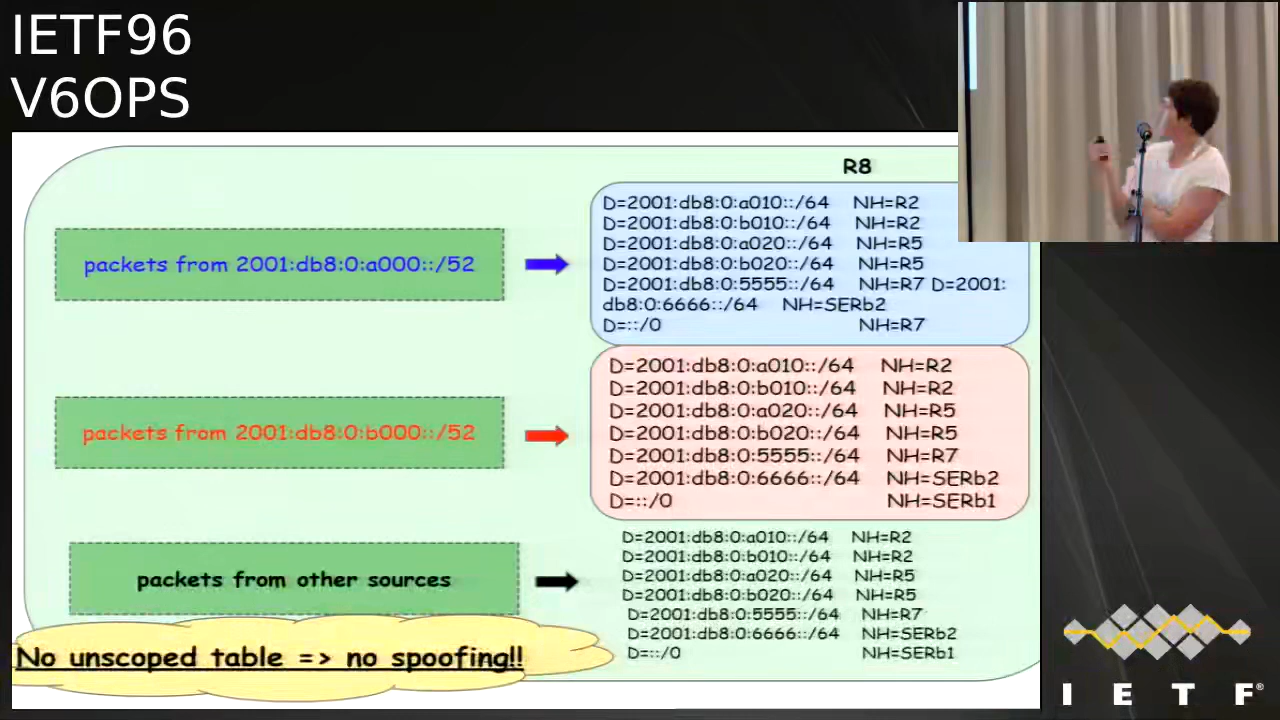 IETF96
V6OPS
R8
packets from 2001:db8:0:a000::/52
D=2001:db8:0:a010::/64 NH=R2
D=2001:db8:0:b010::/64 NH=R2
D=2001:db8:0:a020::/64 NH=R5
D=2001:db8:0:b020::/64 NH=R5
D=2001:db8:0:5555::/64 NH=R7 D=2001:
db8:0:6666::/64 NH=SERb2
D=::/0 NH=R7
packets from 2001:db8:0:b000::/52
D=2001:db8:0:a010::/64 NH=R2
D=2001:db8:0:b010::/64 NH=R2
D=2001:db8:0:a020::/64 NH=R5
D=2001:db8:0:b020::/64 NH=R5
D=2001:db8:0:5555::/64 NH=R7
D=2001:db8:0:6666::/64 NH=SERb2
D=::/0 NH=SERb1
packets from other sources
D=2001:db8:0:a010::/64 NH=R2
D=2001:db8:0:b010::/64 NH=R2
D=2001:db8:0:a020::/64 NH=R5
D=2001:db8:0:b020::/64 NH=R5
D=2001:db8:0:5555::/64 NH=R7
D=2001:db8:0:6666::/64 NH=SERb2
D=::/0 NH=SERb1
No unscoped table => no spoofing!!
I E T F®